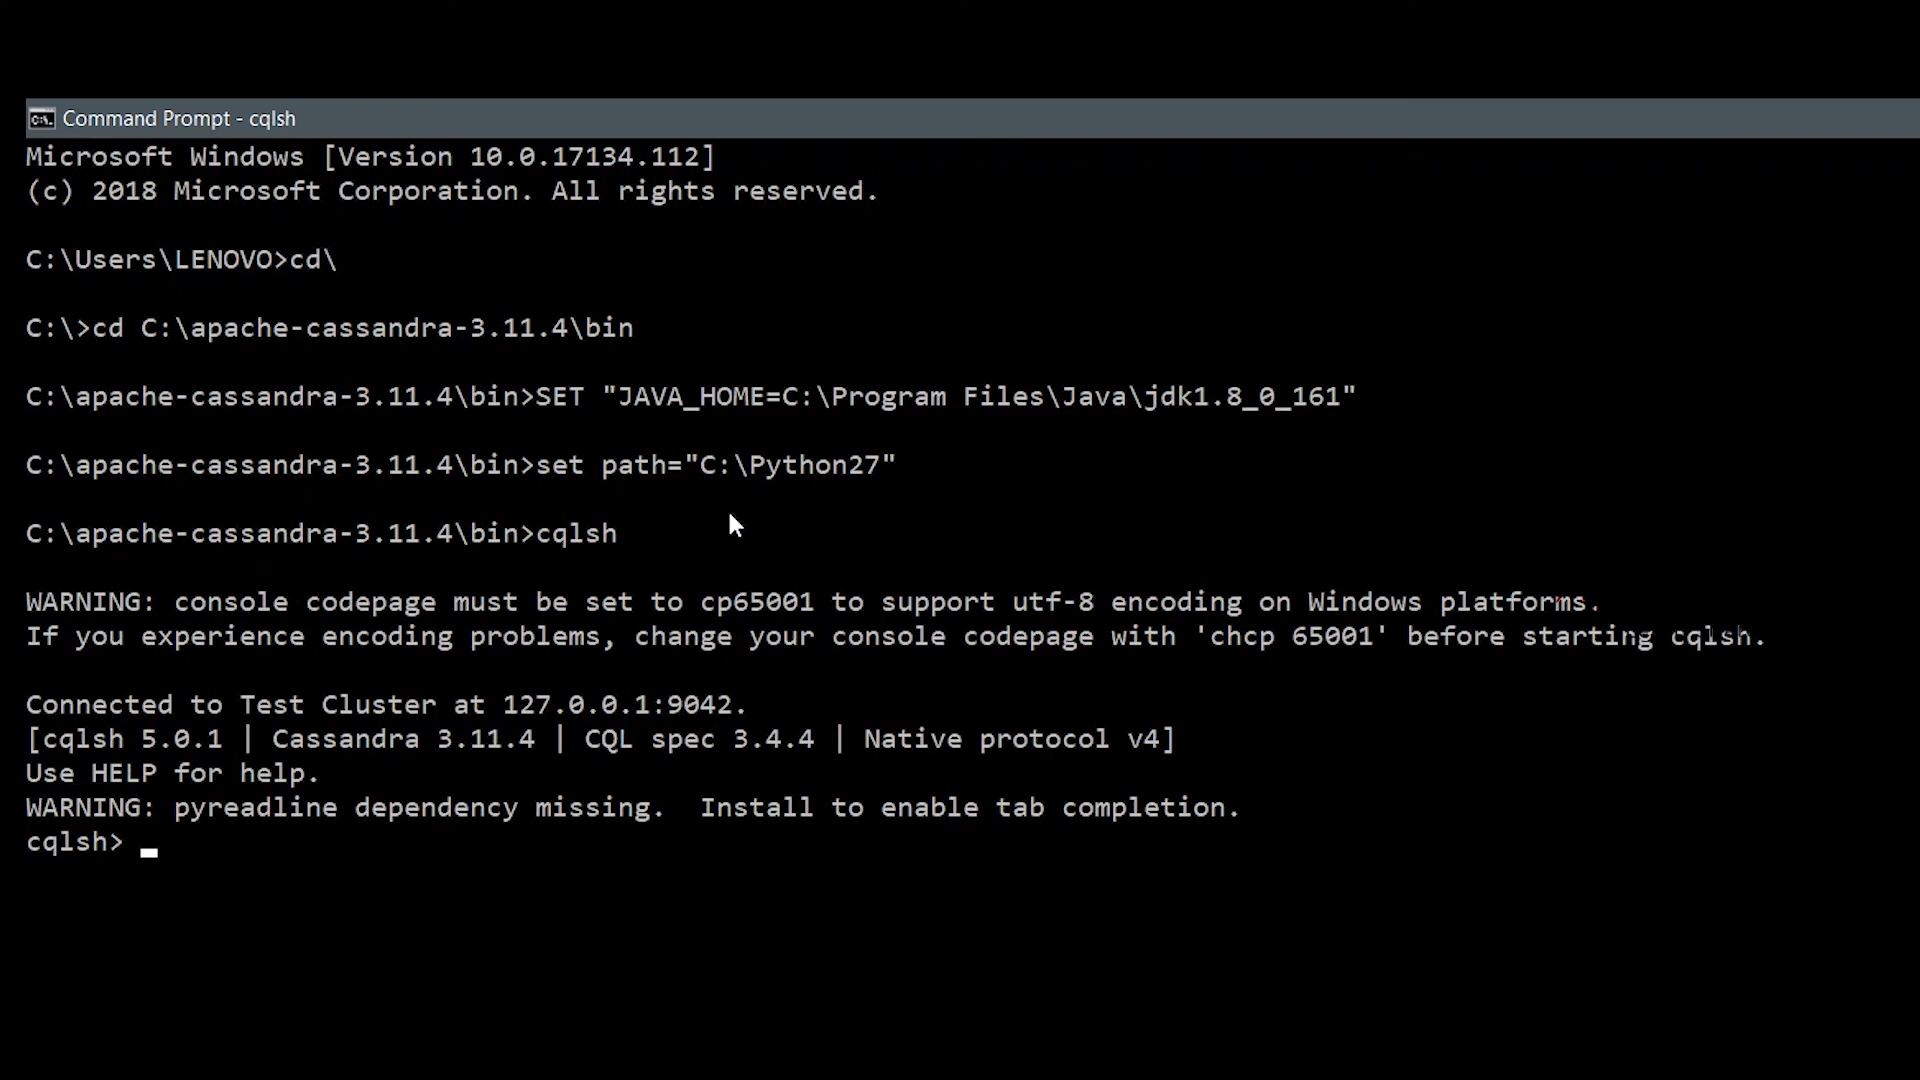 Command Prompt - cqlsh
Microsoft Windows [Version 10.0.17134.112]
(c) 2018 Microsoft Corporation. All rights reserved.
C:\Users\LENOVO>cd\
C:\>cd C:\apache-cassandra-3.11.4\bin
C:\apache-cassandra-3.11.4\bin>SET "JAVA_HOME=C:\Program Files\Java\jdk1.8_0_161"
C:\apache-cassandra-3.11.4\bin>set path="C:\Python27"
C:\apache-cassandra-3.11.4\bin>cqlsh
WARNING: console codepage must be set to cp65001 to support utf-8 encoding on Windows platforms.
If you experience encoding problems, change your console codepage with 'chcp 65001' before starting cqlsh.
Connected to Test Cluster at 127.0.0.1:9042.
[cqlsh 5.0.1 | Cassandra 3.11.4 | CQL spec 3.4.4 | Native protocol v4]
Use HELP for help.
WARNING: pyreadline dependency missing.  Install to enable tab completion.
cqlsh>